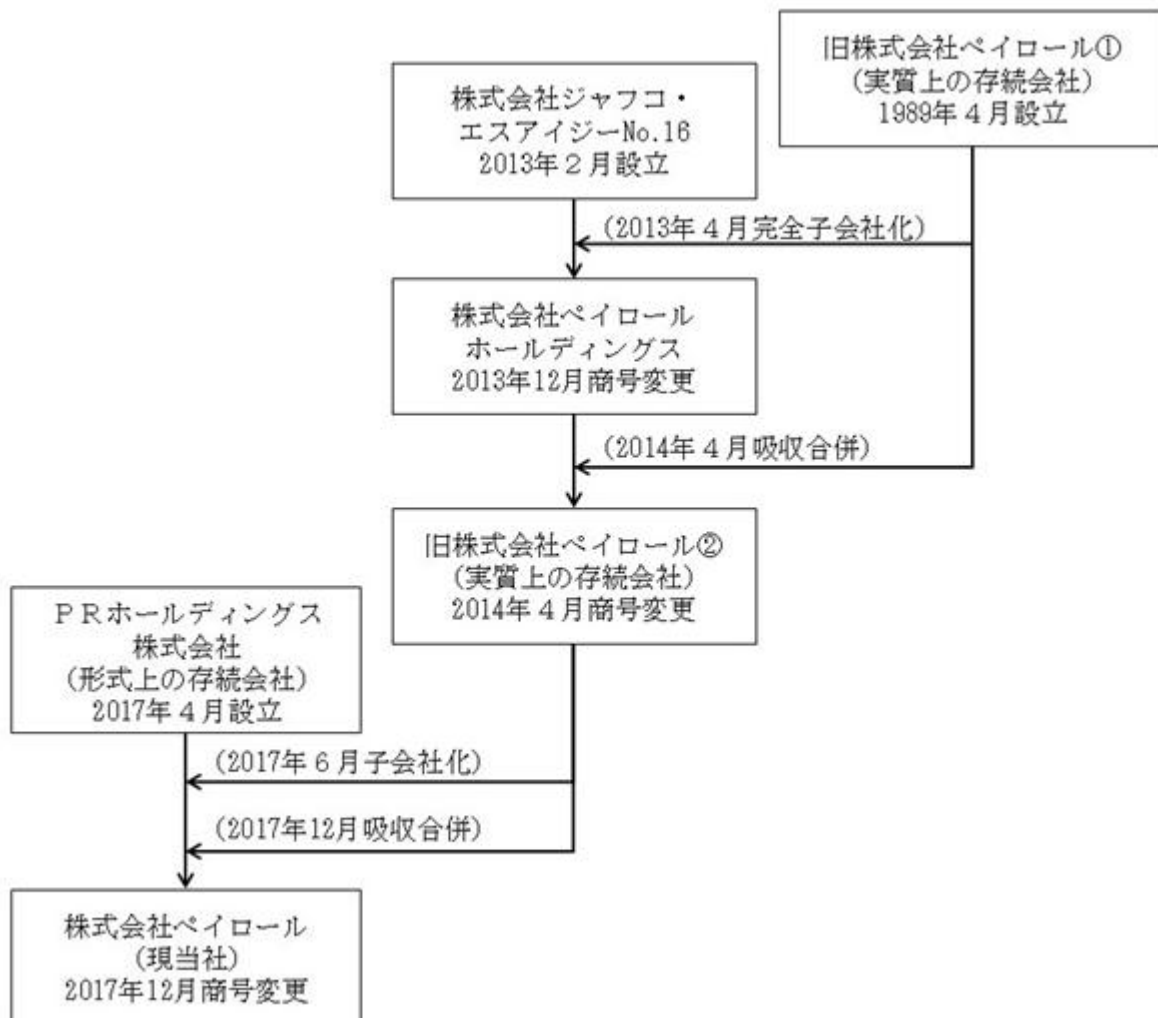 旧株式会社ペイロール①
(実質上の存続会社)
1989年4月設立
株式会社ジャフコ・
エスアイジーNo.16
2013年2月設立
(2013年4月完全子会社化)
株式会社ペイロール
ホールディングス
2013年12月商号変更
(2014年4月吸収合併)
旧株式会社ペイロール②
(実質上の存続会社)
2014年4月商号変更
PRホールディングス
株式会社
(形式上の存続会社)
2017年4月設立
(2017年6月子会社化)
(2017年12月吸収合併)
株式会社ペイロール
(現当社)
2017年12月商号変更